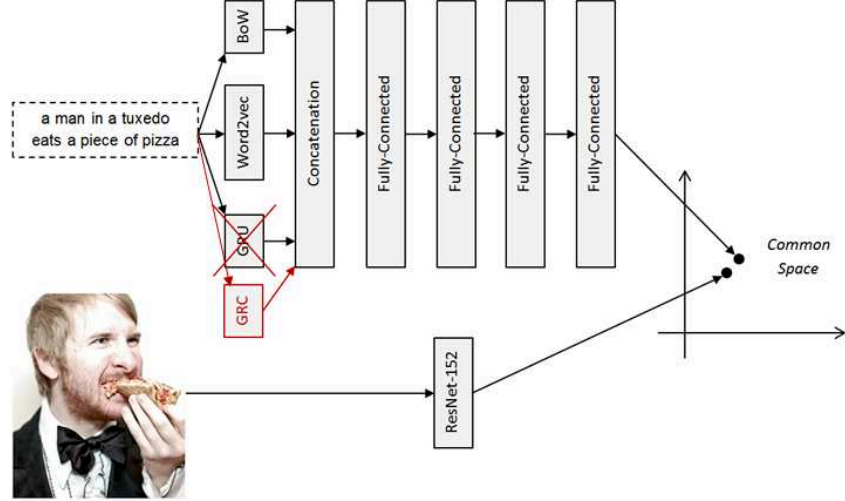 BoW
a man in a tuxedo
eats a piece of pizza
Word2vec
GRU
GRC
Concatenation
Fully-Connected
Fully-Connected
Fully-Connected
Fully-Connected
Common
Space
ResNet-152